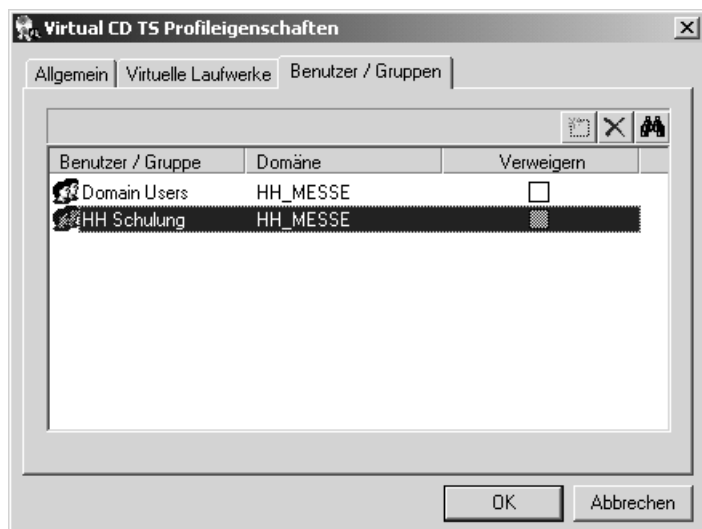 Virtual CD TS Profileigenschaften
Allgemein Virtuelle Laufwerke Benutzer / Gruppen
Benutzer / Gruppe Domäne Verweigern
Domain Users HH_MESSE
HH Schulung HH_MESSE
OK Abbrechen